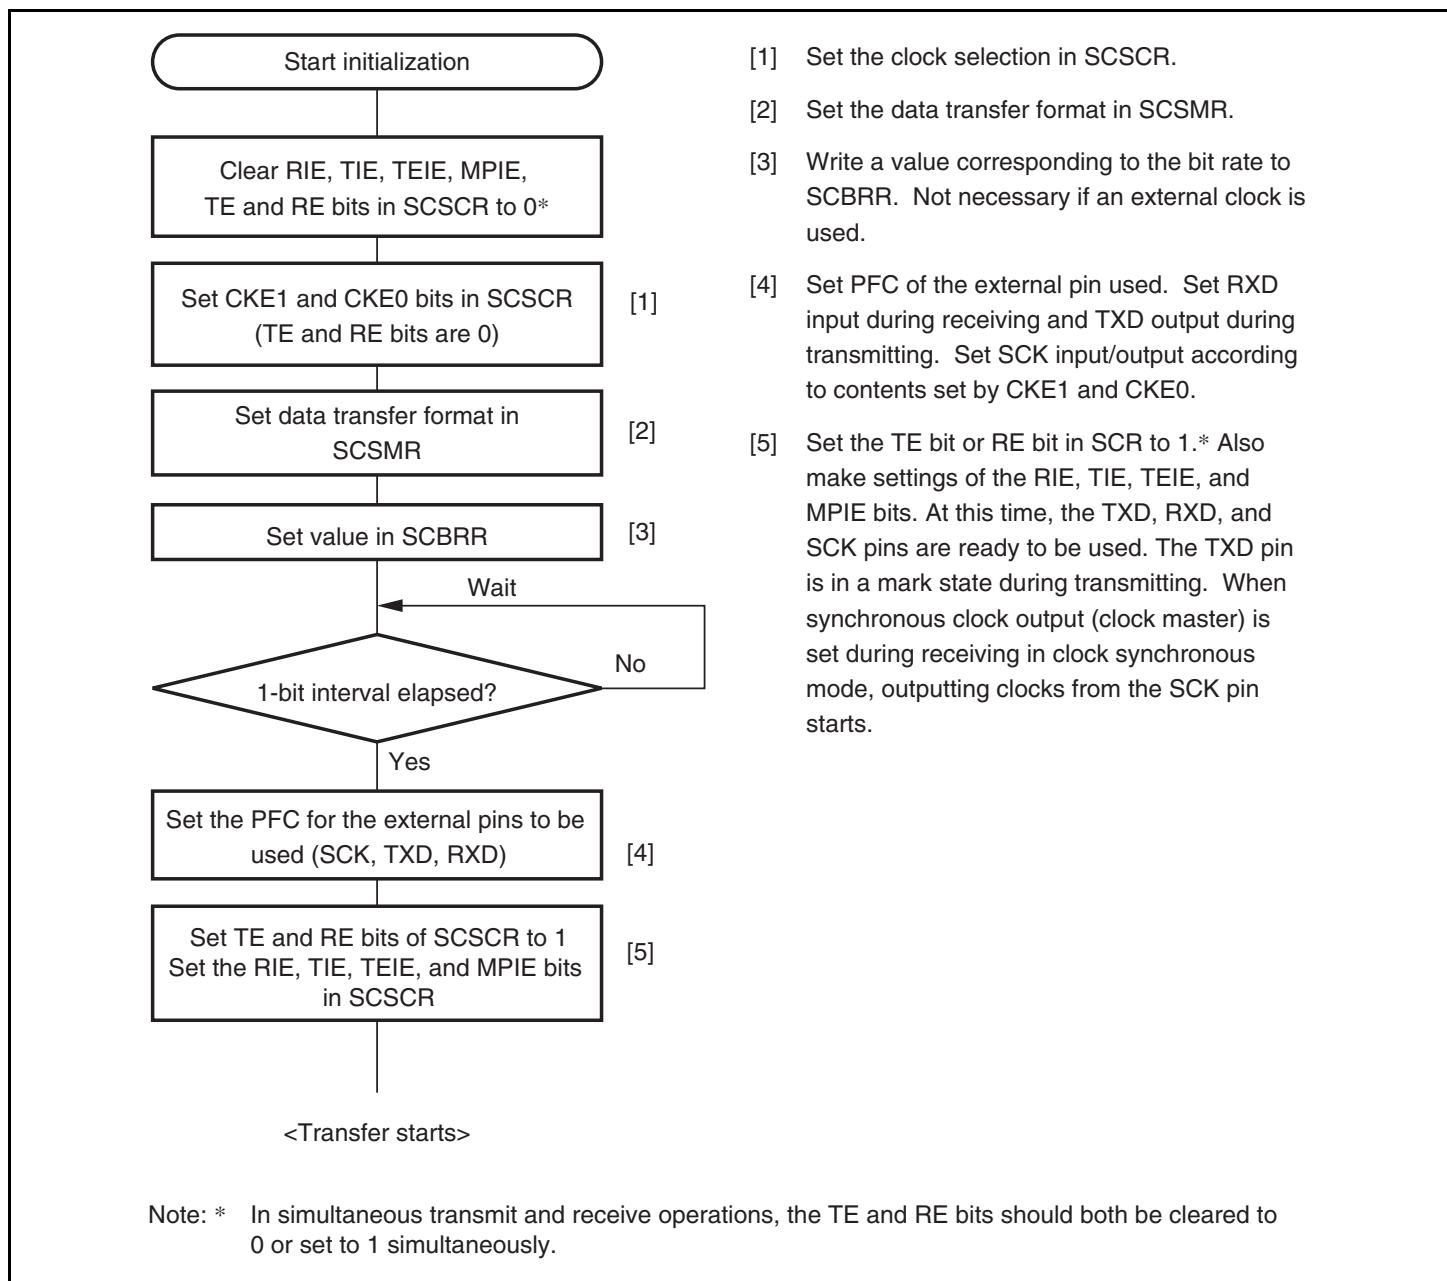 Start initialization
Clear RIE, TIE, TEIE, MPIE,
TE and RE bits in SCSCR to 0*
Set CKE1 and CKE0 bits in SCSCR
(TE and RE bits are 0)
[1]
Set data transfer format in
SCSMR
[2]
Set value in SCBRR
[3]
Wait
1-bit interval elapsed?
No
Yes
Set the PFC for the external pins to be
used (SCK, TXD, RXD)
[4]
Set TE and RE bits of SCSCR to 1
Set the RIE, TIE, TEIE, and MPIE bits
in SCSCR
[5]
<Transfer starts>
[1] Set the clock selection in SCSCR.
[2] Set the data transfer format in SCSMR.
[3] Write a value corresponding to the bit rate to
SCBRR. Not necessary if an external clock is
used.
[4] Set PFC of the external pin used. Set RXD
input during receiving and TXD output during
transmitting. Set SCK input/output according
to contents set by CKE1 and CKE0.
[5] Set the TE bit or RE bit in SCR to 1.* Also
make settings of the RIE, TIE, TEIE, and
MPIE bits. At this time, the TXD, RXD, and
SCK pins are ready to be used. The TXD pin
is in a mark state during transmitting. When
synchronous clock output (clock master) is
set during receiving in clock synchronous
mode, outputting clocks from the SCK pin
starts.
Note: * In simultaneous transmit and receive operations, the TE and RE bits should both be cleared to
0 or set to 1 simultaneously.